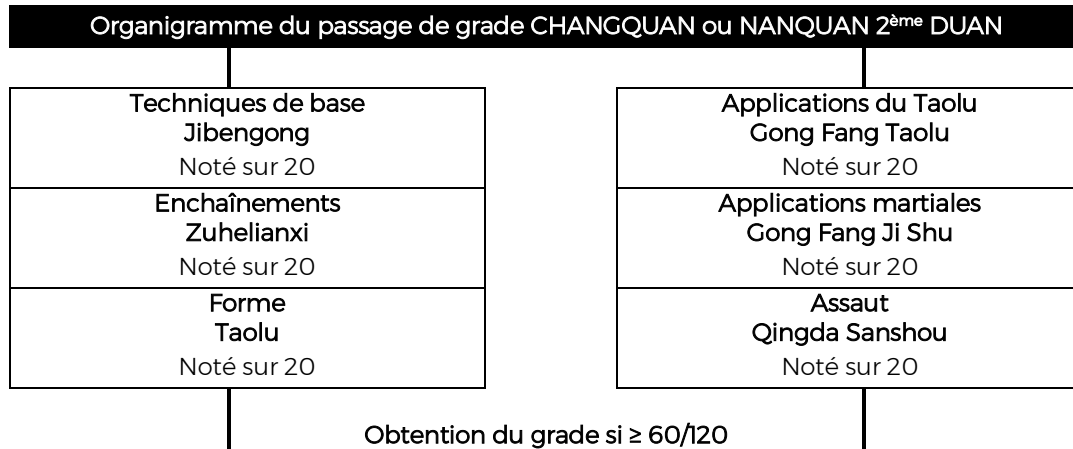 Organigramme du passage de grade CHANGQUAN ou NANQUAN 2ème DUAN
Techniques de base
Jibengong
Noté sur 20
Enchaînements
Zuhelianxi
Noté sur 20
Forme
Taolu
Noté sur 20
Applications du Taolu
Gong Fang Taolu
Noté sur 20
Applications martiales
Gong Fang Ji Shu
Noté sur 20
Assaut
Qingda Sanshou
Noté sur 20
Obtention du grade si ≥ 60/120